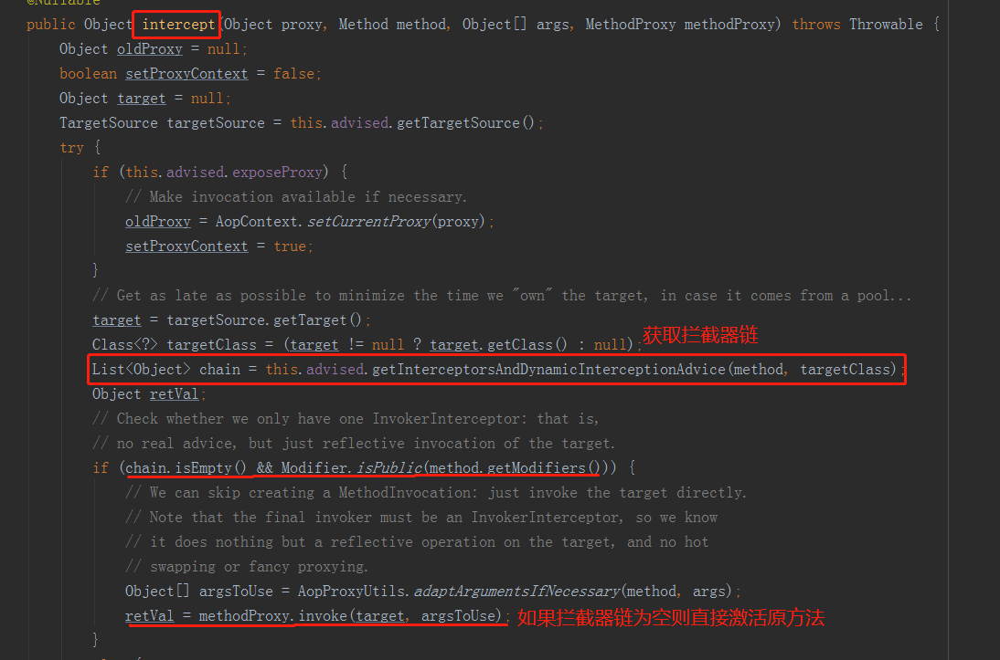 @Nullable
public Object intercept(Object proxy, Method method, Object[] args, MethodProxy methodProxy) throws Throwable {
Object oldProxy = null;
boolean setProxyContext = false;
Object target = null;
TargetSource targetSource = this.advised.getTargetSource();
try {
if (this.advised.exposeProxy) {
// Make invocation available if necessary.
oldProxy = AopContext.setCurrentProxy(proxy);
setProxyContext = true;
}
// Get as late as possible to minimize the time we "own" the target, in case it comes from a pool...
target = targetSource.getTarget();
Class<?> targetClass = (target != null ? target.getClass() : null); 获取拦截器链
List<Object> chain = this.advised.getInterceptorsAndDynamicInterceptionAdvice(method, targetClass);
Object retVal;
// Check whether we only have one InvokerInterceptor: that is,
// no real advice, but just reflective invocation of the target.
if (chain.isEmpty() && Modifier.isPublic(method.getModifiers())) {
// We can skip creating a MethodInvocation: just invoke the target directly.
// Note that the final invoker must be an InvokerInterceptor, so we know
// it does nothing but a reflective operation on the target, and no hot
// swapping or fancy proxying.
Object[] argsToUse = AopProxyUtils.adaptArgumentsIfNecessary(method, args);
retVal = methodProxy.invoke(target, argsToUse); 如果拦截器链为空则直接激活原方法
}